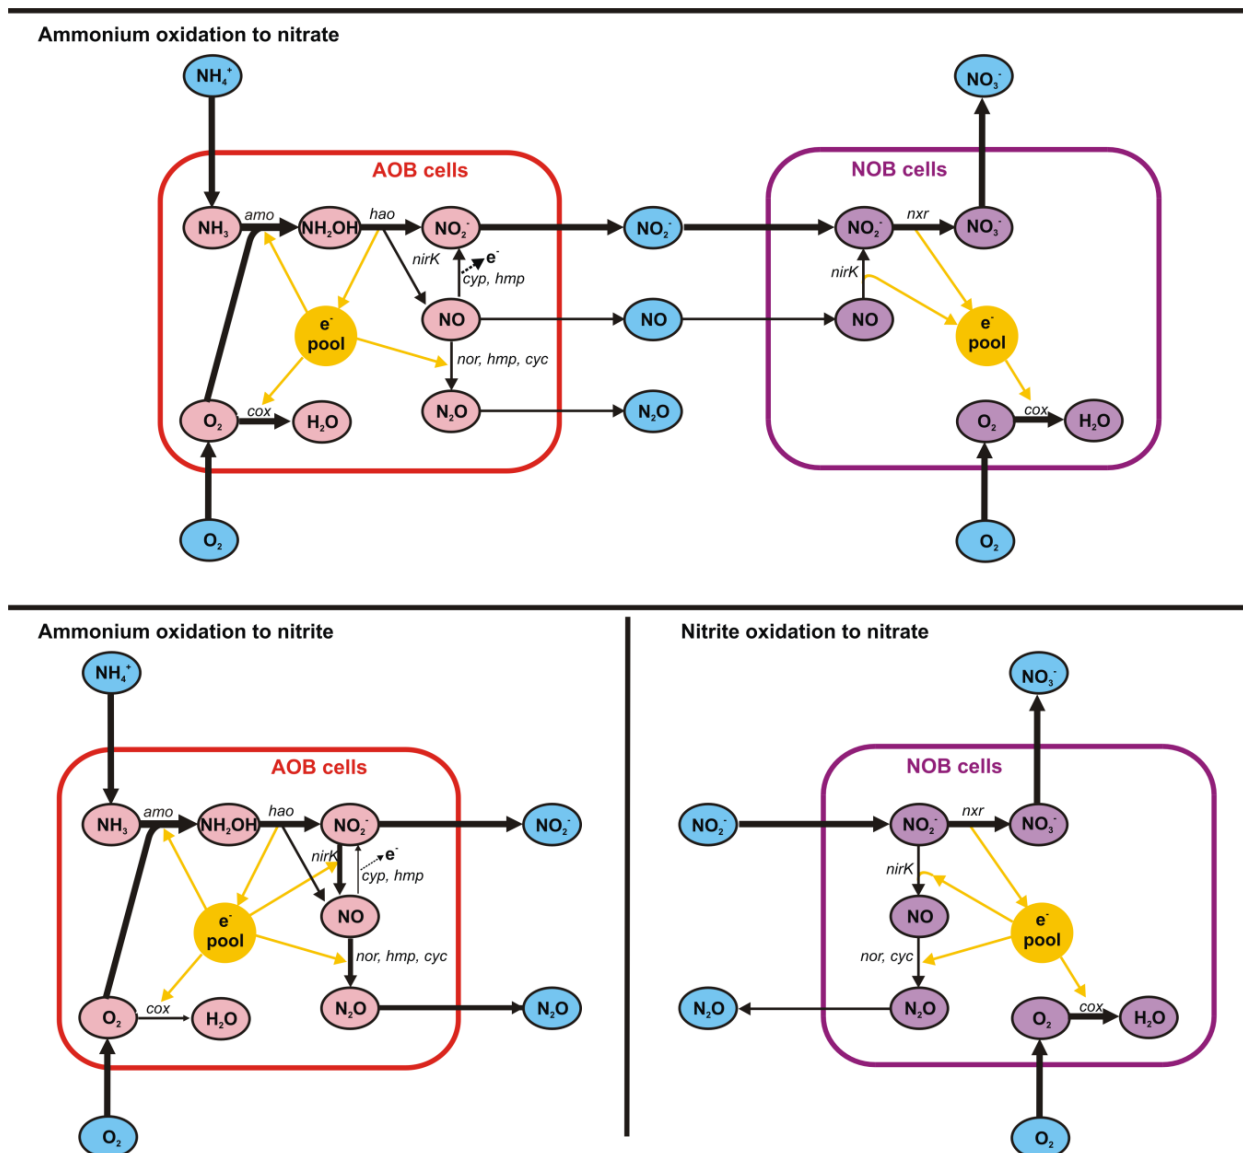 Ammonium oxidation to nitrate
NH₄⁺
NO₃⁻
AOB cells
NOB cells
amo
hao
nxr
NH₃
NH₂OH
NO₂⁻
NO₂⁻
NO₂⁻
NO₃⁻
nirK
e⁻
cyp, hmp
nirK
e⁻
pool
NO
NO
NO
e⁻
pool
nor, hmp, cyc
cox
cox
O₂
H₂O
N₂O
N₂O
O₂
H₂O
O₂
O₂
Ammonium oxidation to nitrite
NH₄⁺
AOB cells
amo
hao
NH₃
NH₂OH
NO₂⁻
NO₂⁻
nirK
e⁻
cyp, hmp
NO
e⁻
pool
nor, hmp, cyc
cox
O₂
H₂O
N₂O
N₂O
O₂
Nitrite oxidation to nitrate
NO₃⁻
NOB cells
nxr
NO₂⁻
NO₂⁻
NO₃⁻
nirK
NO
e⁻
pool
nor, cyc
N₂O
N₂O
cox
O₂
H₂O
O₂